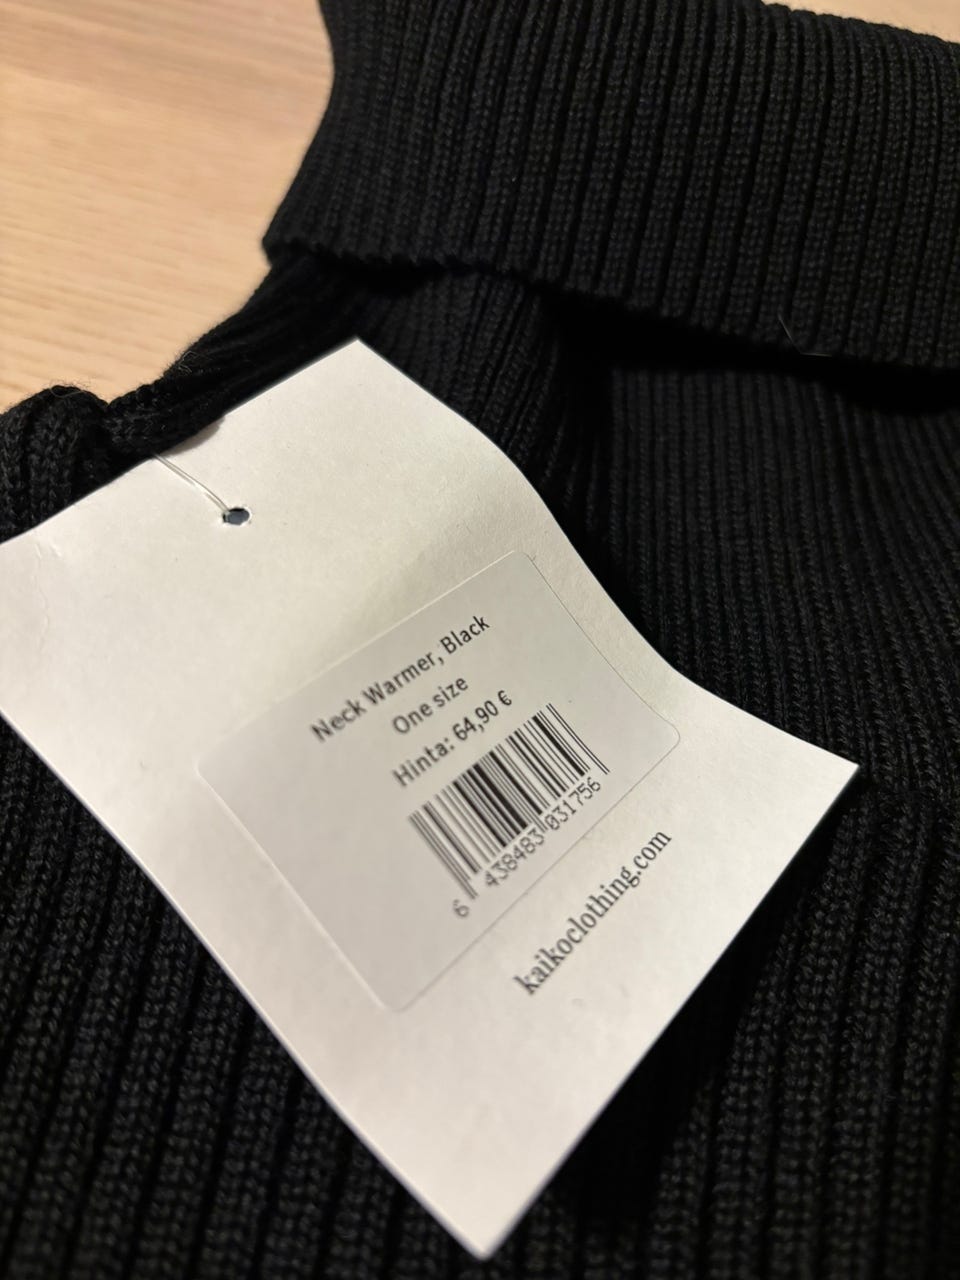 Neck Warmer, Black
One size
Hinta: 64,90 €
6 438483 031756
kaikoclothing.com